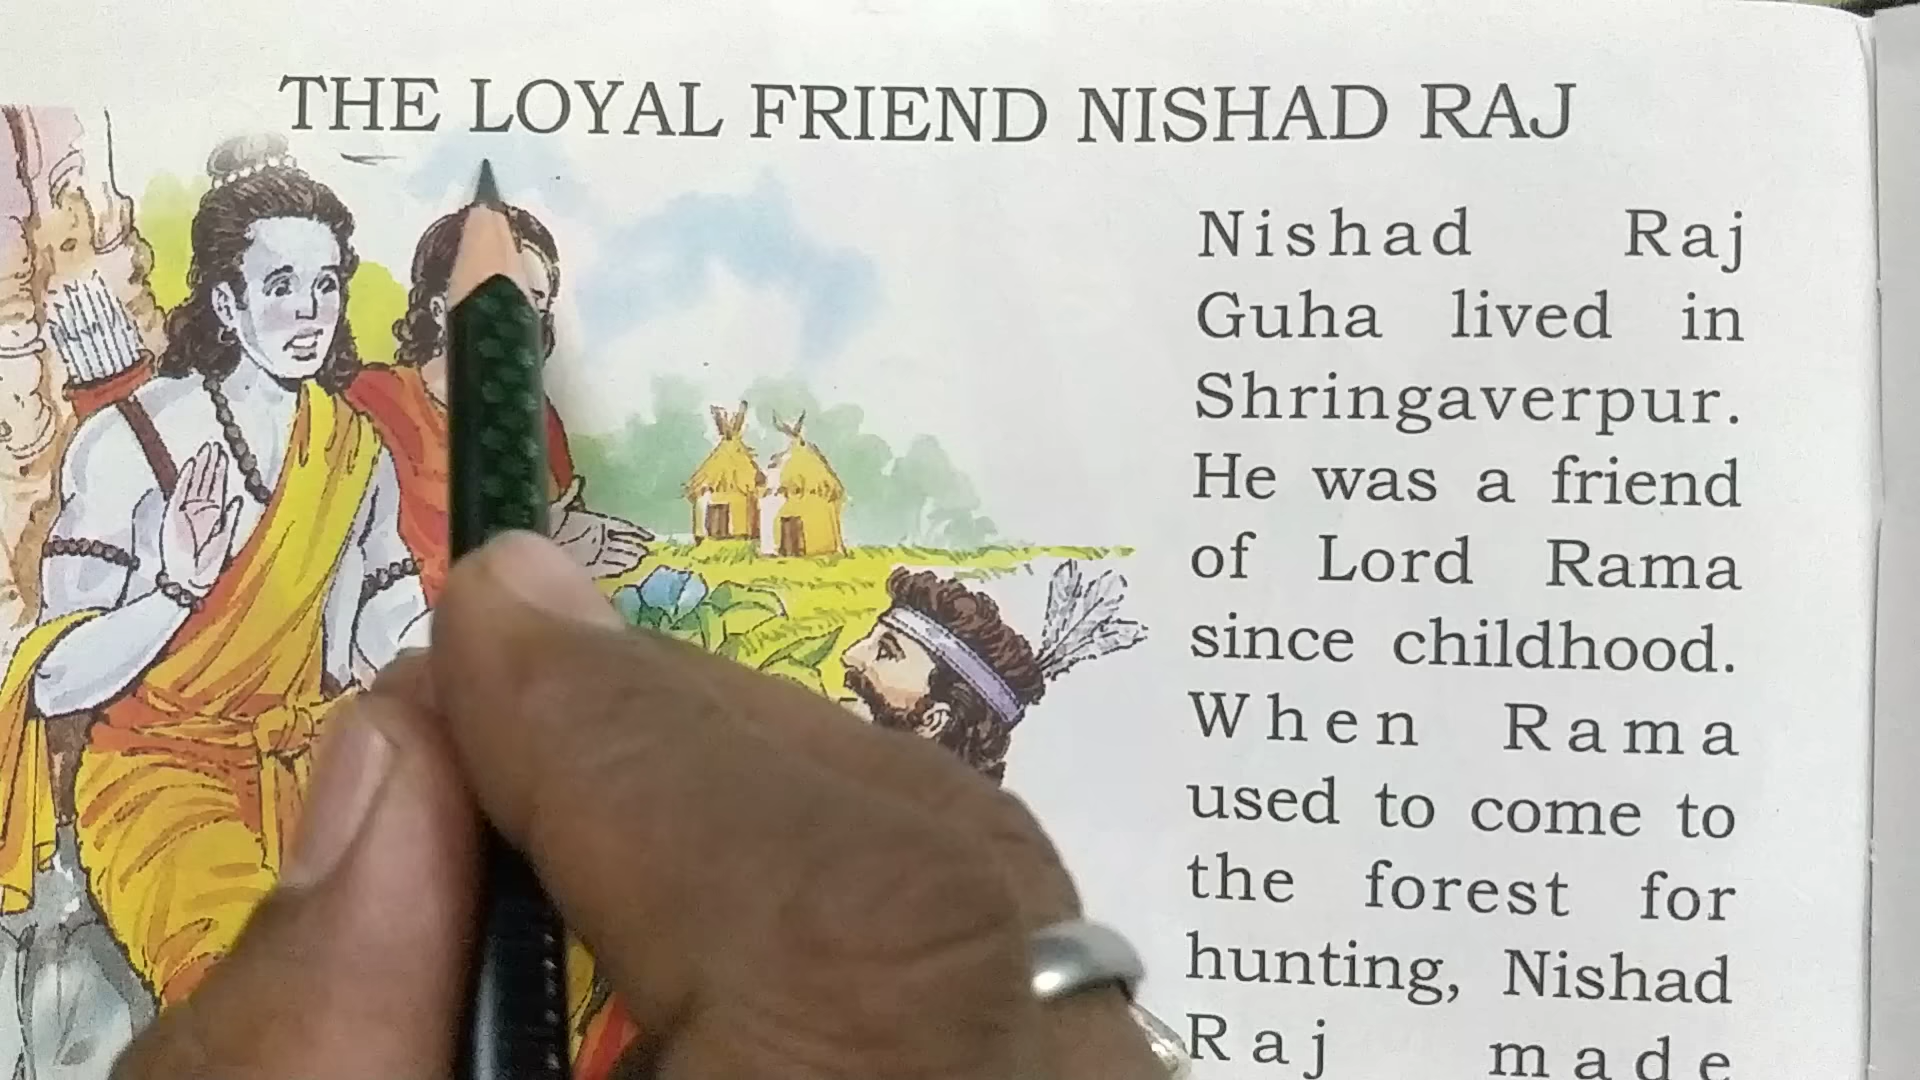 THE LOYAL FRIEND NISHAD RAJ
Nishad Raj
Guha lived in
Shringaverpur.
He was a friend
of Lord Rama
since childhood.
When Rama
used to come to
the forest for
hunting, Nishad
Raj made